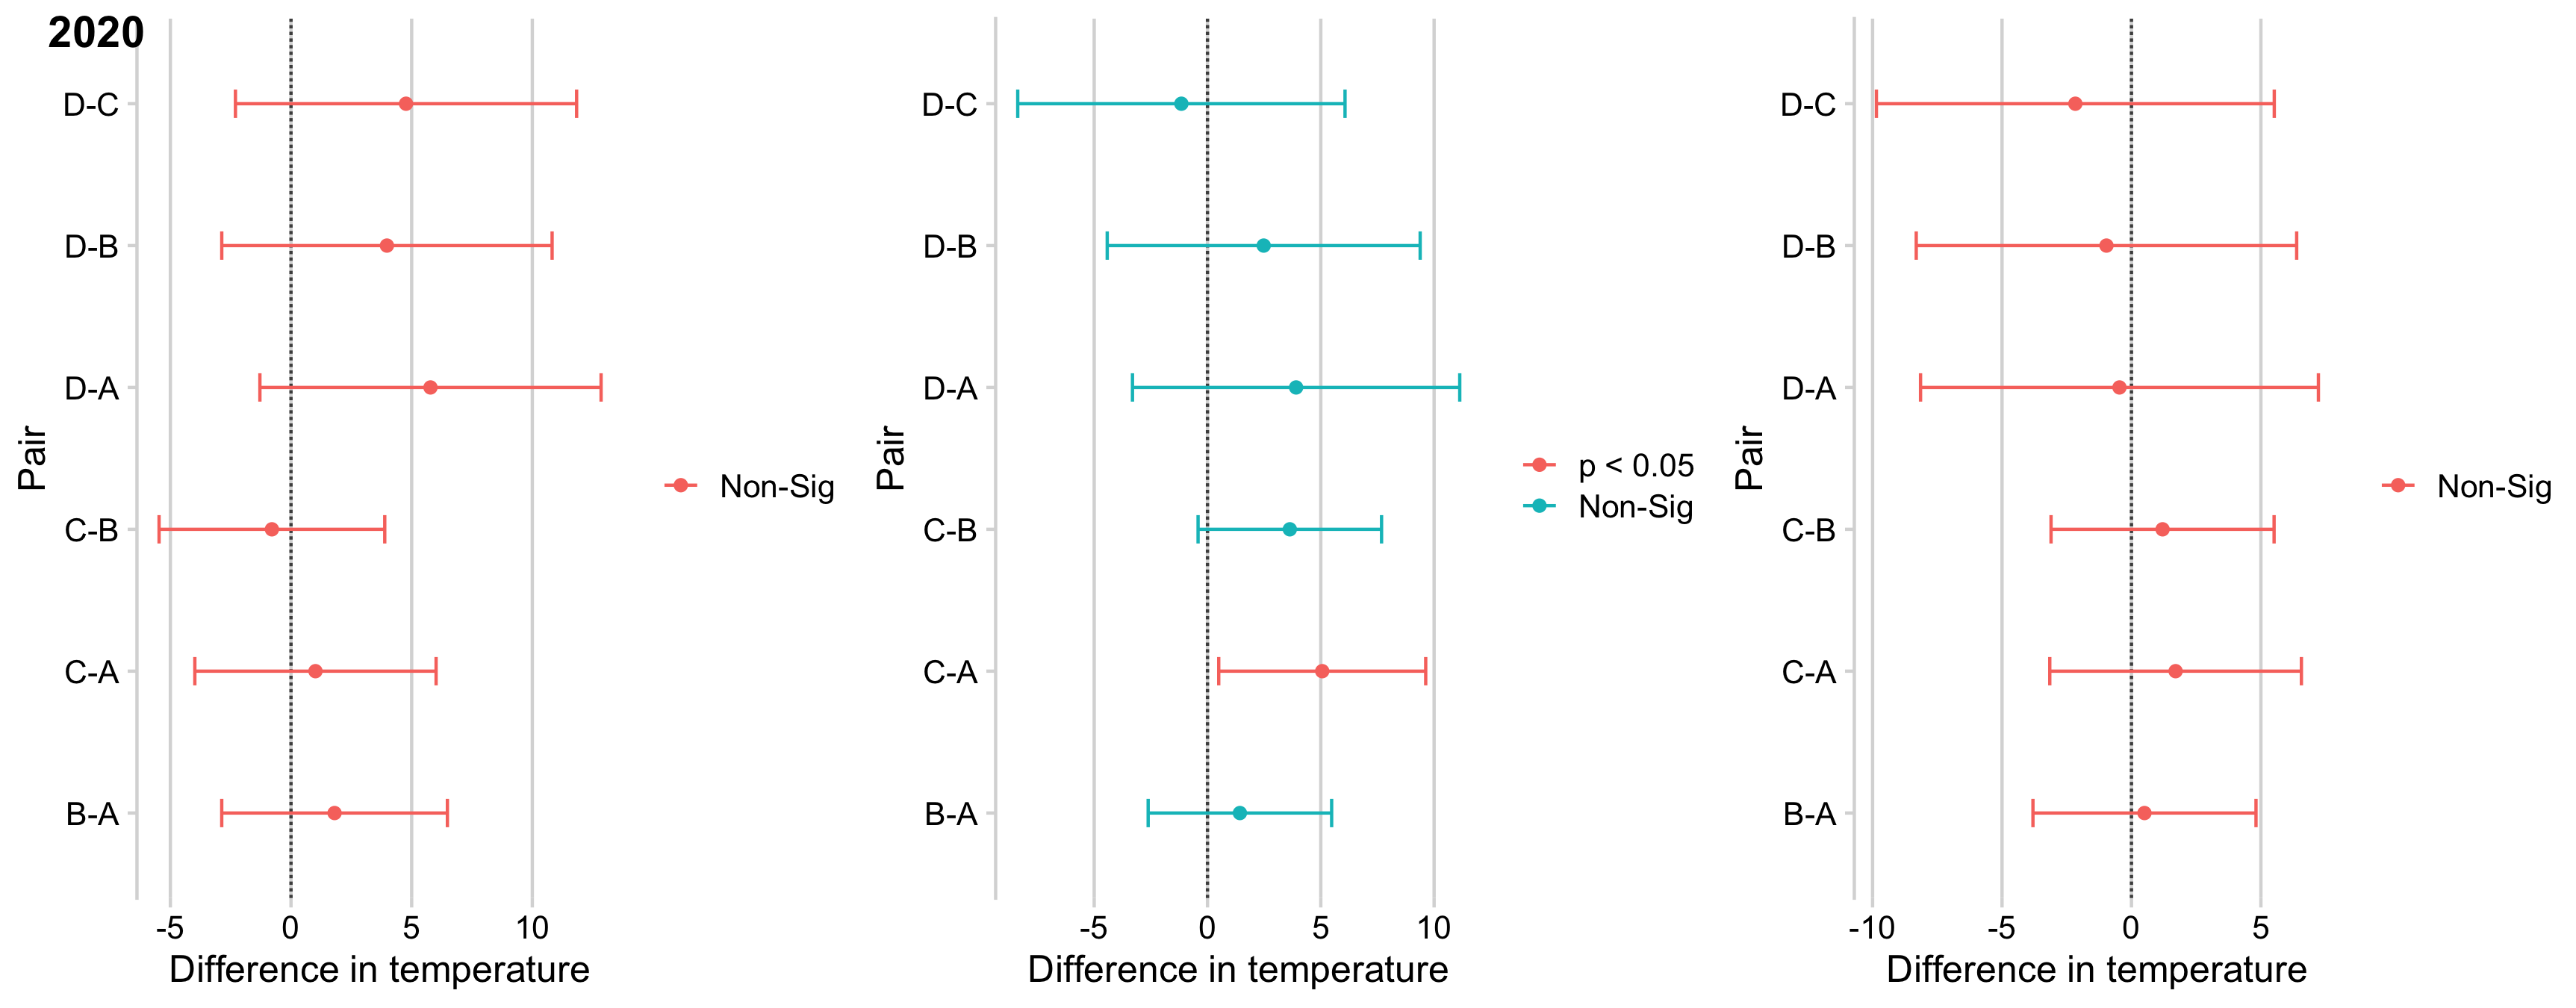 2020
D-C
D-B
D-A
C-B
C-A
B-A
Pair
-5 0 5 10
Difference in temperature
Non-Sig
D-C
D-B
D-A
C-B
C-A
B-A
Pair
-5 0 5 10
Difference in temperature
p < 0.05
Non-Sig
D-C
D-B
D-A
C-B
C-A
B-A
Pair
-10 -5 0 5
Difference in temperature
Non-Sig